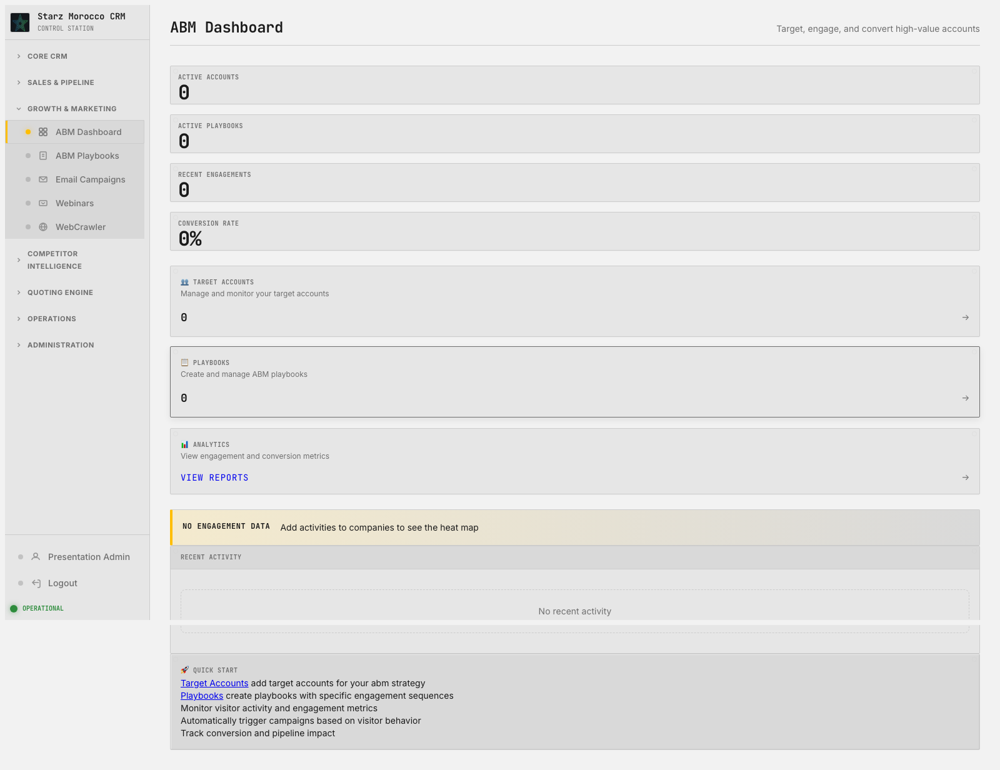 Starz Morocco CRM
CONTROL STATION
CORE CRM
SALES & PIPELINE
GROWTH & MARKETING
ABM Dashboard
ABM Playbooks
Email Campaigns
Webinars
WebCrawler
COMPETITOR
INTELLIGENCE
QUOTING ENGINE
OPERATIONS
ADMINISTRATION
Presentation Admin
Logout
OPERATIONAL
ABM Dashboard
Target, engage, and convert high-value accounts
ACTIVE ACCOUNTS
0
ACTIVE PLAYBOOKS
0
RECENT ENGAGEMENTS
0
CONVERSION RATE
0%
TARGET ACCOUNTS
Manage and monitor your target accounts
0 →
PLAYBOOKS
Create and manage ABM playbooks
0 →
ANALYTICS
View engagement and conversion metrics
VIEW REPORTS →
NO ENGAGEMENT DATA Add activities to companies to see the heat map
RECENT ACTIVITY
No recent activity
QUICK START
Target Accounts add target accounts for your abm strategy
Playbooks create playbooks with specific engagement sequences
Monitor visitor activity and engagement metrics
Automatically trigger campaigns based on visitor behavior
Track conversion and pipeline impact